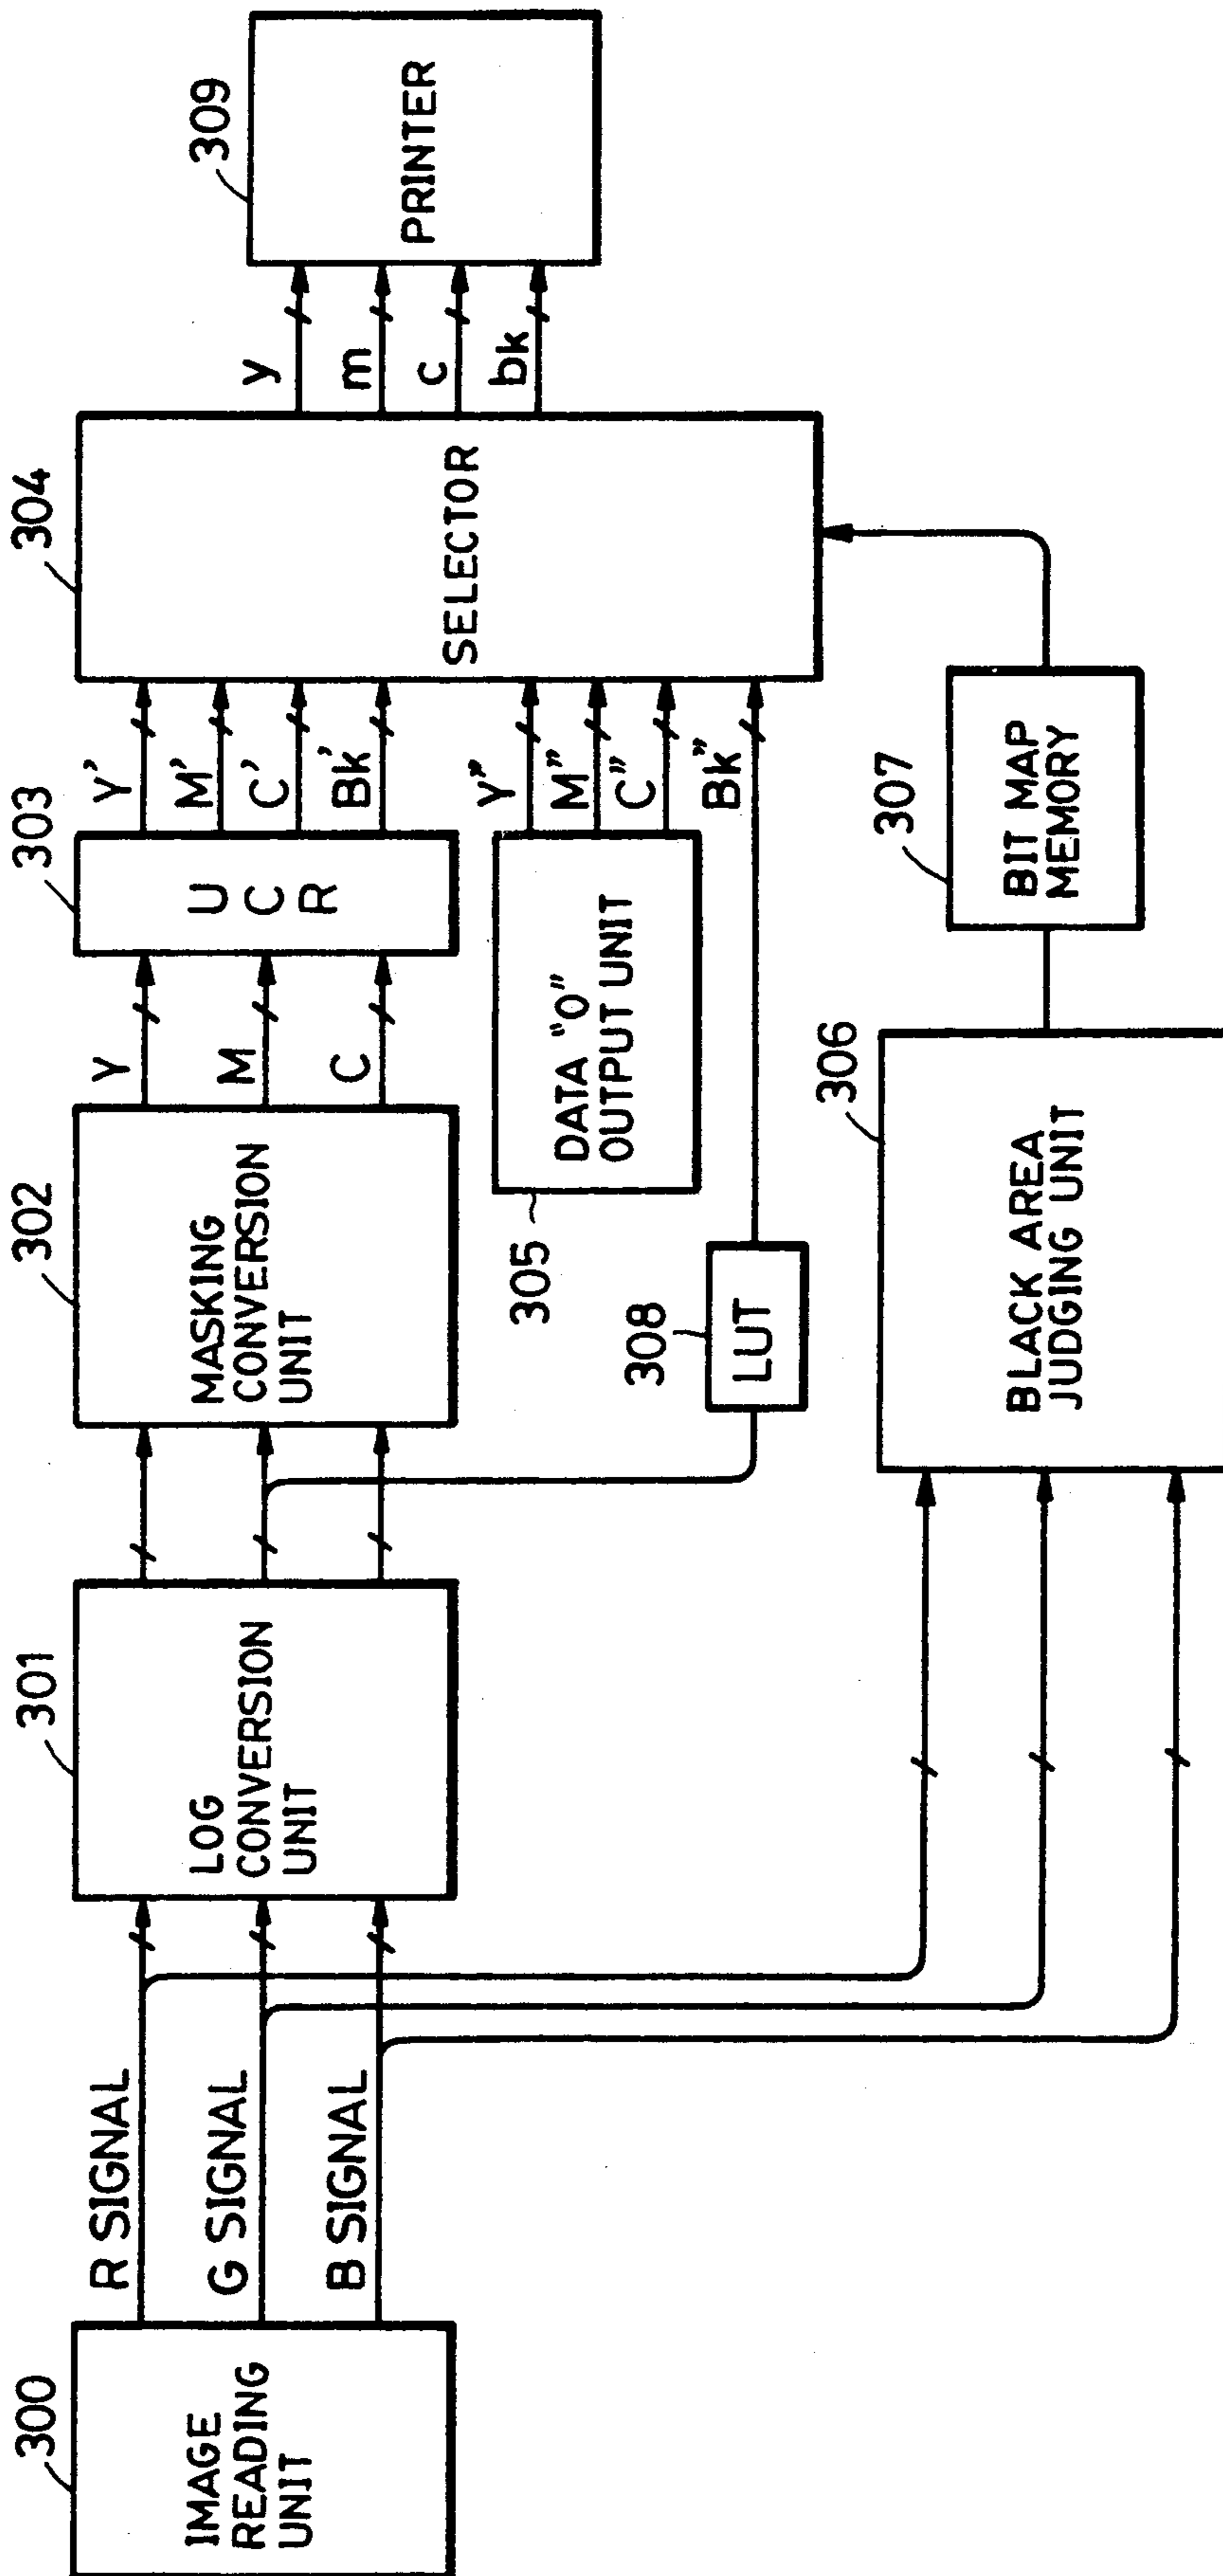 300
IMAGE
READING
UNIT
R SIGNAL
G SIGNAL
B SIGNAL
301
LOG
CONVERSION
UNIT
302
MASKING
CONVERSION
UNIT
Y
M
C
303
U
C
R
Y'
M'
C'
Bk'
304
SELECTOR
y
m
c
bk
309
PRINTER
305
DATA "0"
OUTPUT UNIT
Y"
M"
C"
Bk"
308
LUT
306
BLACK AREA
JUDGING UNIT
307
BIT MAP
MEMORY